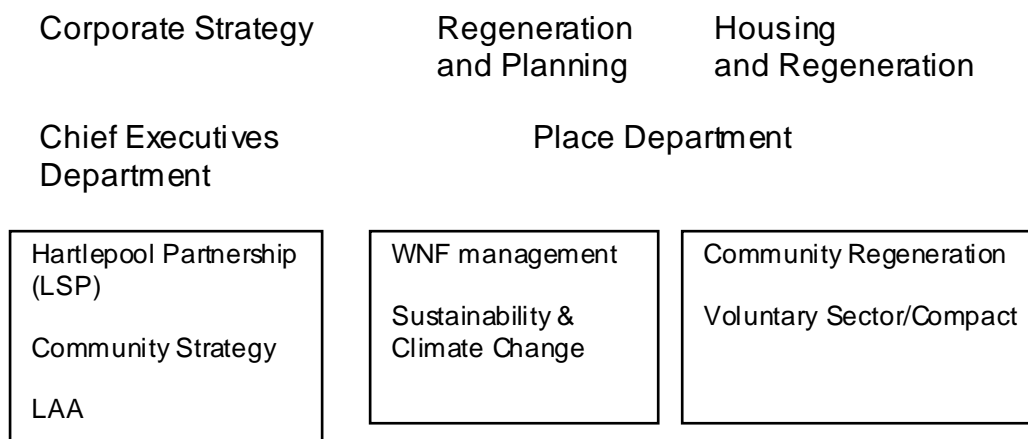 Corporate Strategy
Regeneration
and Planning
Housing
and Regeneration
Chief Executives
Department
Place Department
Hartlepool Partnership
(LSP)
Community Strategy
LAA
WNF management
Sustainability &
Climate Change
Community Regeneration
Voluntary Sector/Compact